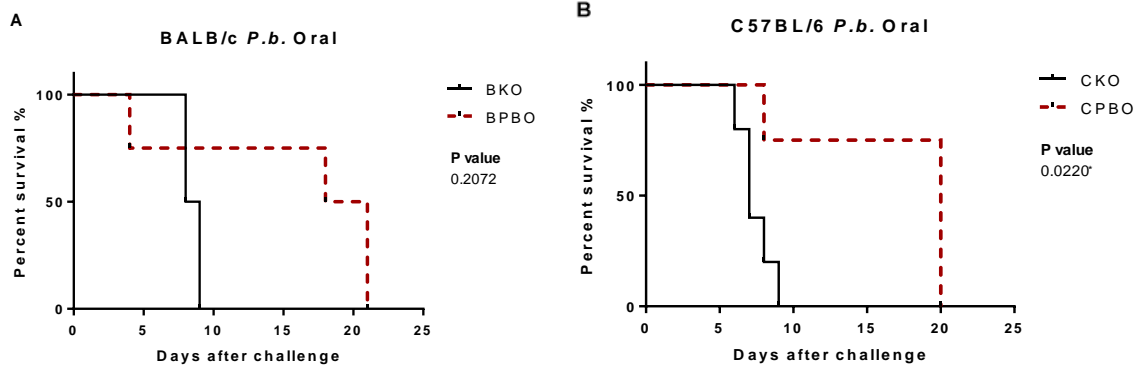 A
BALB/c P.b. Oral
Percent survival %
100
50
0
0 5 10 15 20 25
Days after challenge
BKO
BPBO
P value
0.2072
B
C57BL/6 P.b. Oral
Percent survival %
100
50
0
0 5 10 15 20 25
Days after challenge
CKO
CPBO
P value
0.0220*